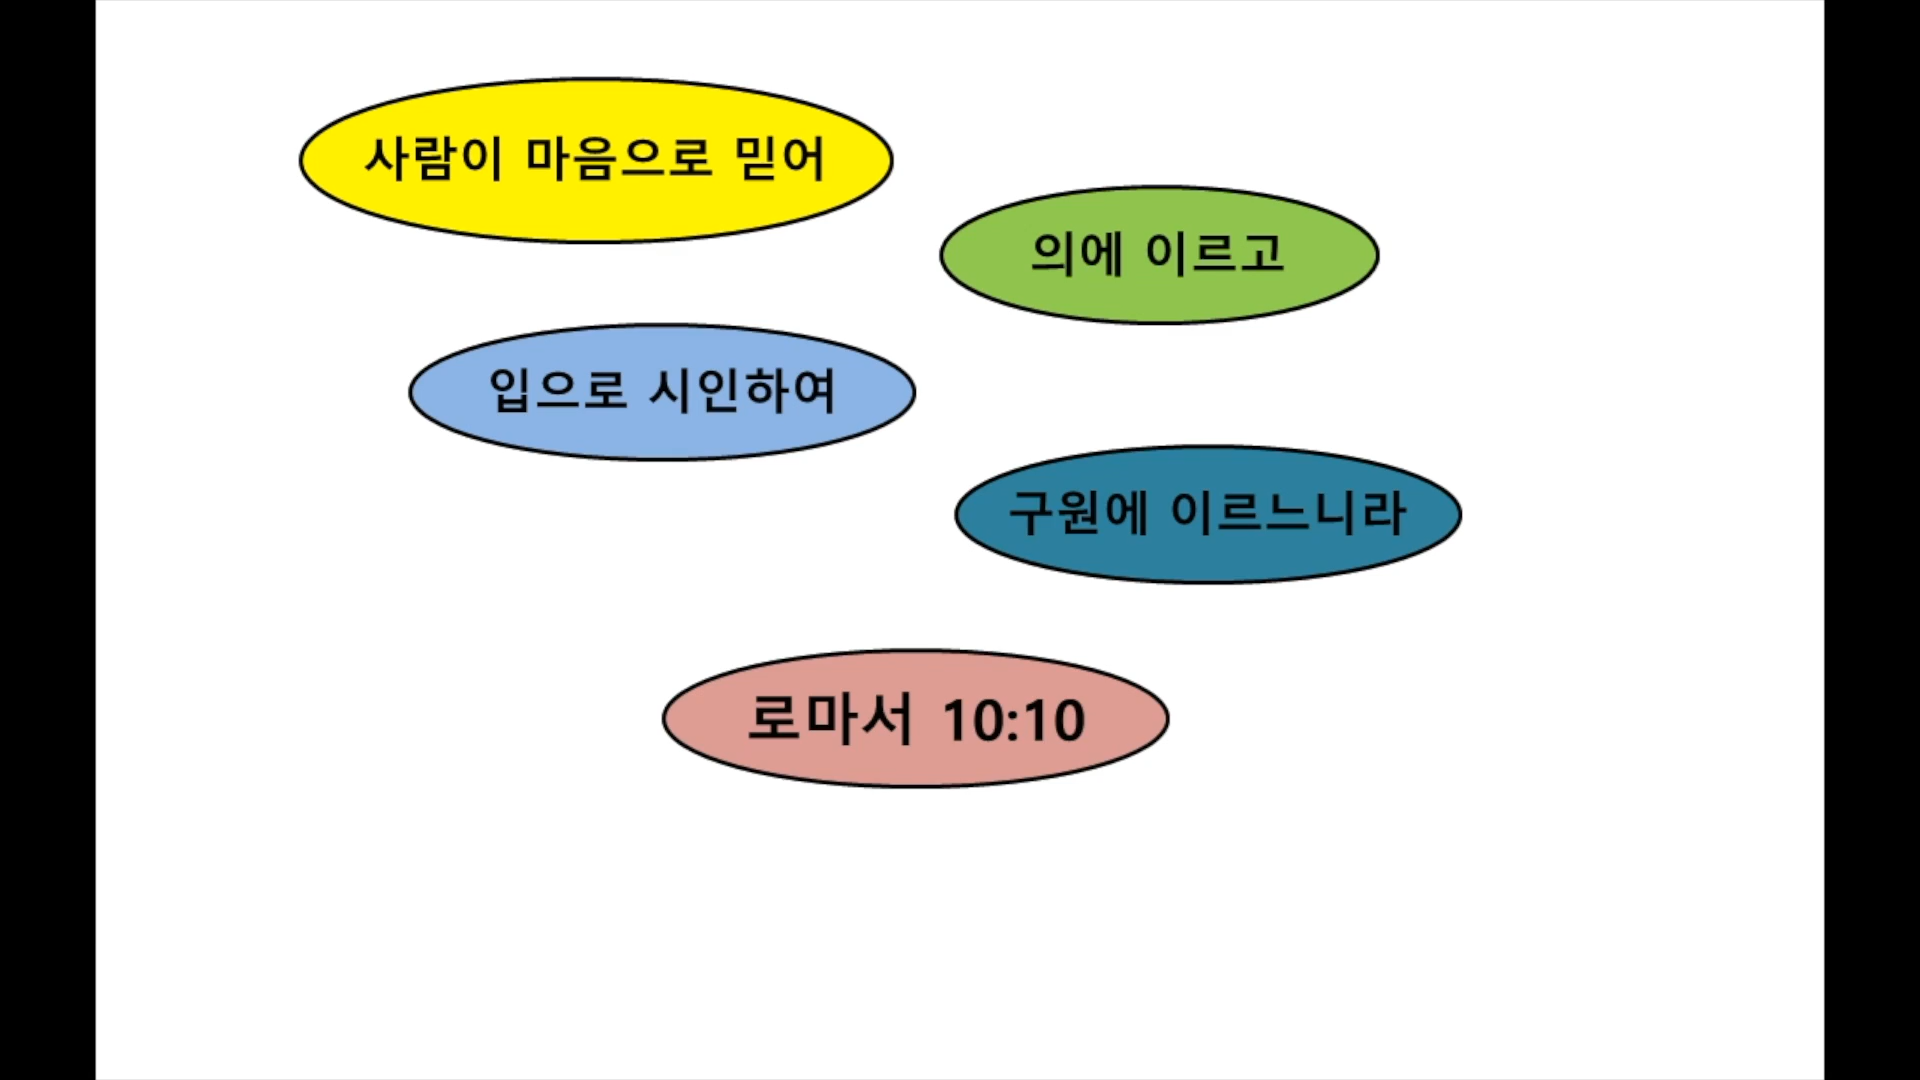 사람이 마음으로 믿어
의에 이르고
입으로 시인하여
구원에 이르느니라
로마서 10:10